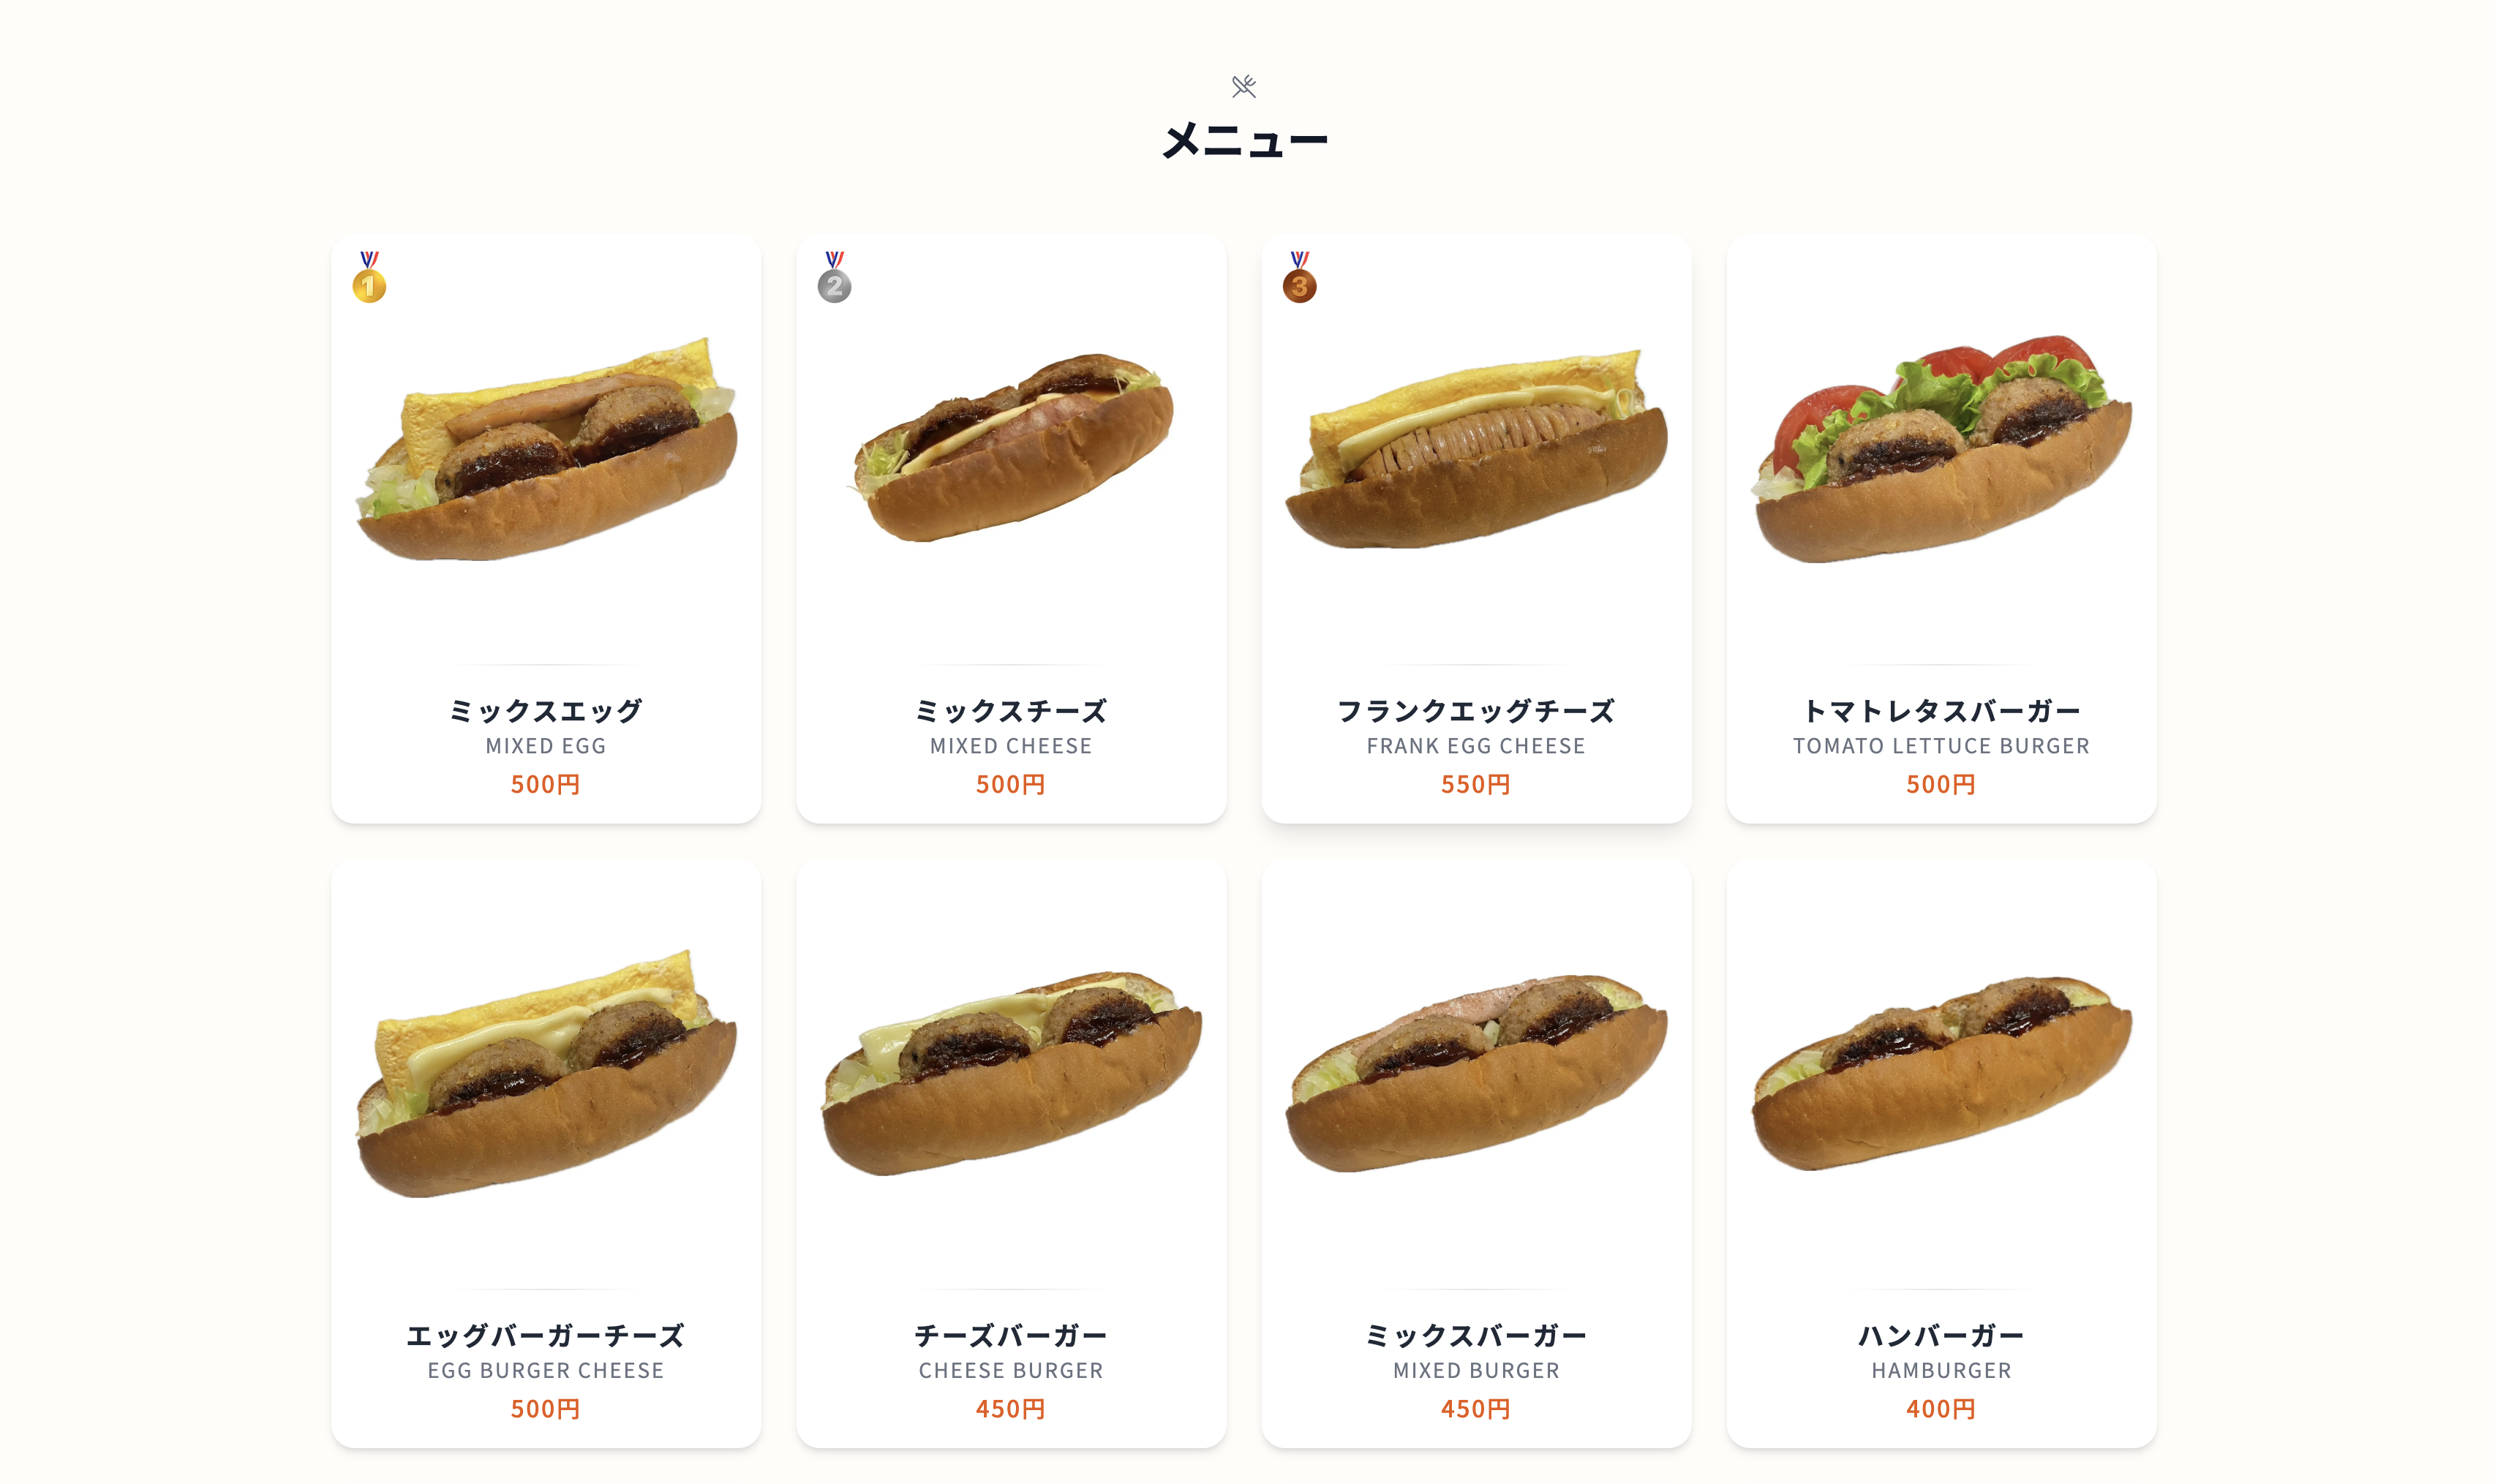 メニュー
1
2
3
ミックスエッグ
MIXED EGG
500円
ミックスチーズ
MIXED CHEESE
500円
フランクエッグチーズ
FRANK EGG CHEESE
550円
トマトレタスバーガー
TOMATO LETTUCE BURGER
500円
エッグバーガーチーズ
EGG BURGER CHEESE
500円
チーズバーガー
CHEESE BURGER
450円
ミックスバーガー
MIXED BURGER
450円
ハンバーガー
HAMBURGER
400円